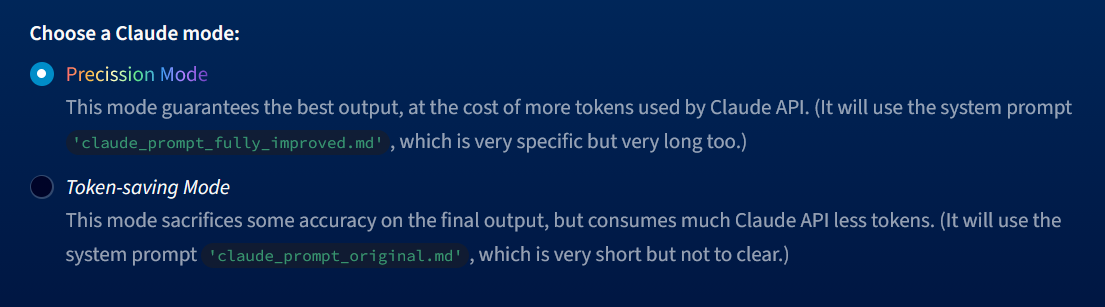 Choose a Claude mode:
Precission Mode
This mode guarantees the best output, at the cost of more tokens used by Claude API. (It will use the system prompt
'claude_prompt_fully_improved.md', which is very specific but very long too.)
Token-saving Mode
This mode sacrifices some accuracy on the final output, but consumes much Claude API less tokens. (It will use the
system prompt 'claude_prompt_original.md', which is very short but not to clear.)